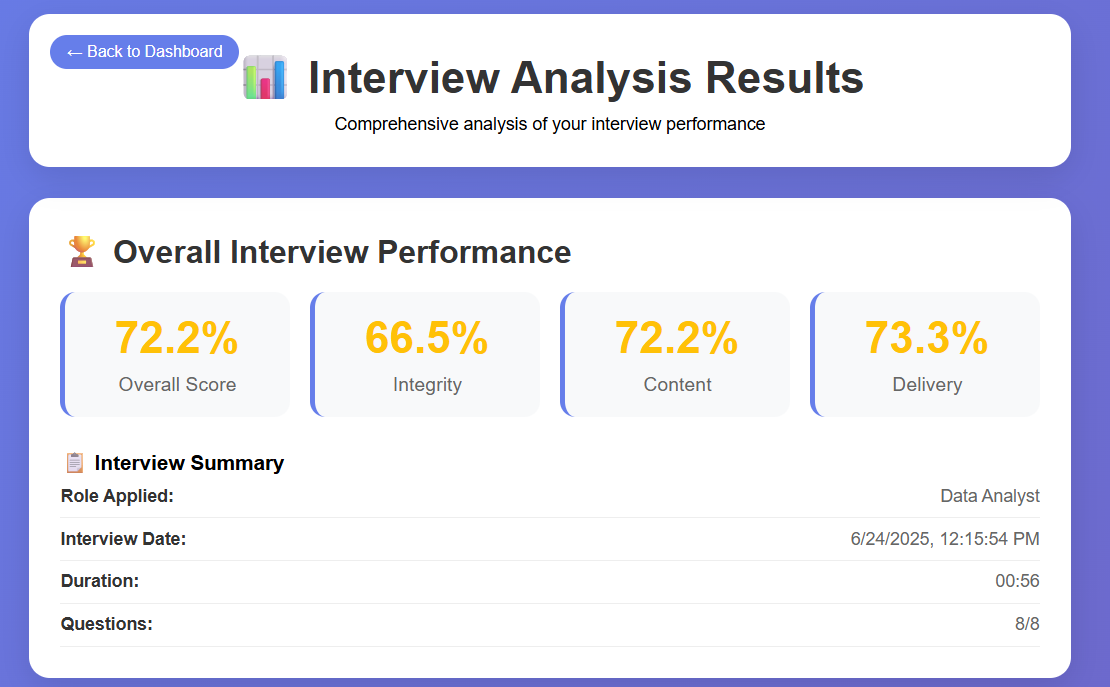 ← Back to Dashboard
Interview Analysis Results
Comprehensive analysis of your interview performance
Overall Interview Performance
72.2% 66.5% 72.2% 73.3%
Overall Score Integrity Content Delivery
Interview Summary
Role Applied: Data Analyst
Interview Date: 6/24/2025, 12:15:54 PM
Duration: 00:56
Questions: 8/8